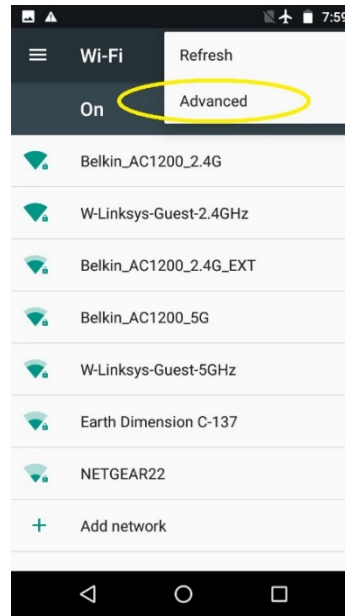 7:59
Wi-Fi
Refresh
On
Advanced
Belkin_AC1200_2.4G
W-Linksys-Guest-2.4GHz
Belkin_AC1200_2.4G_EXT
Belkin_AC1200_5G
W-Linksys-Guest-5GHz
Earth Dimension C-137
NETGEAR22
Add network